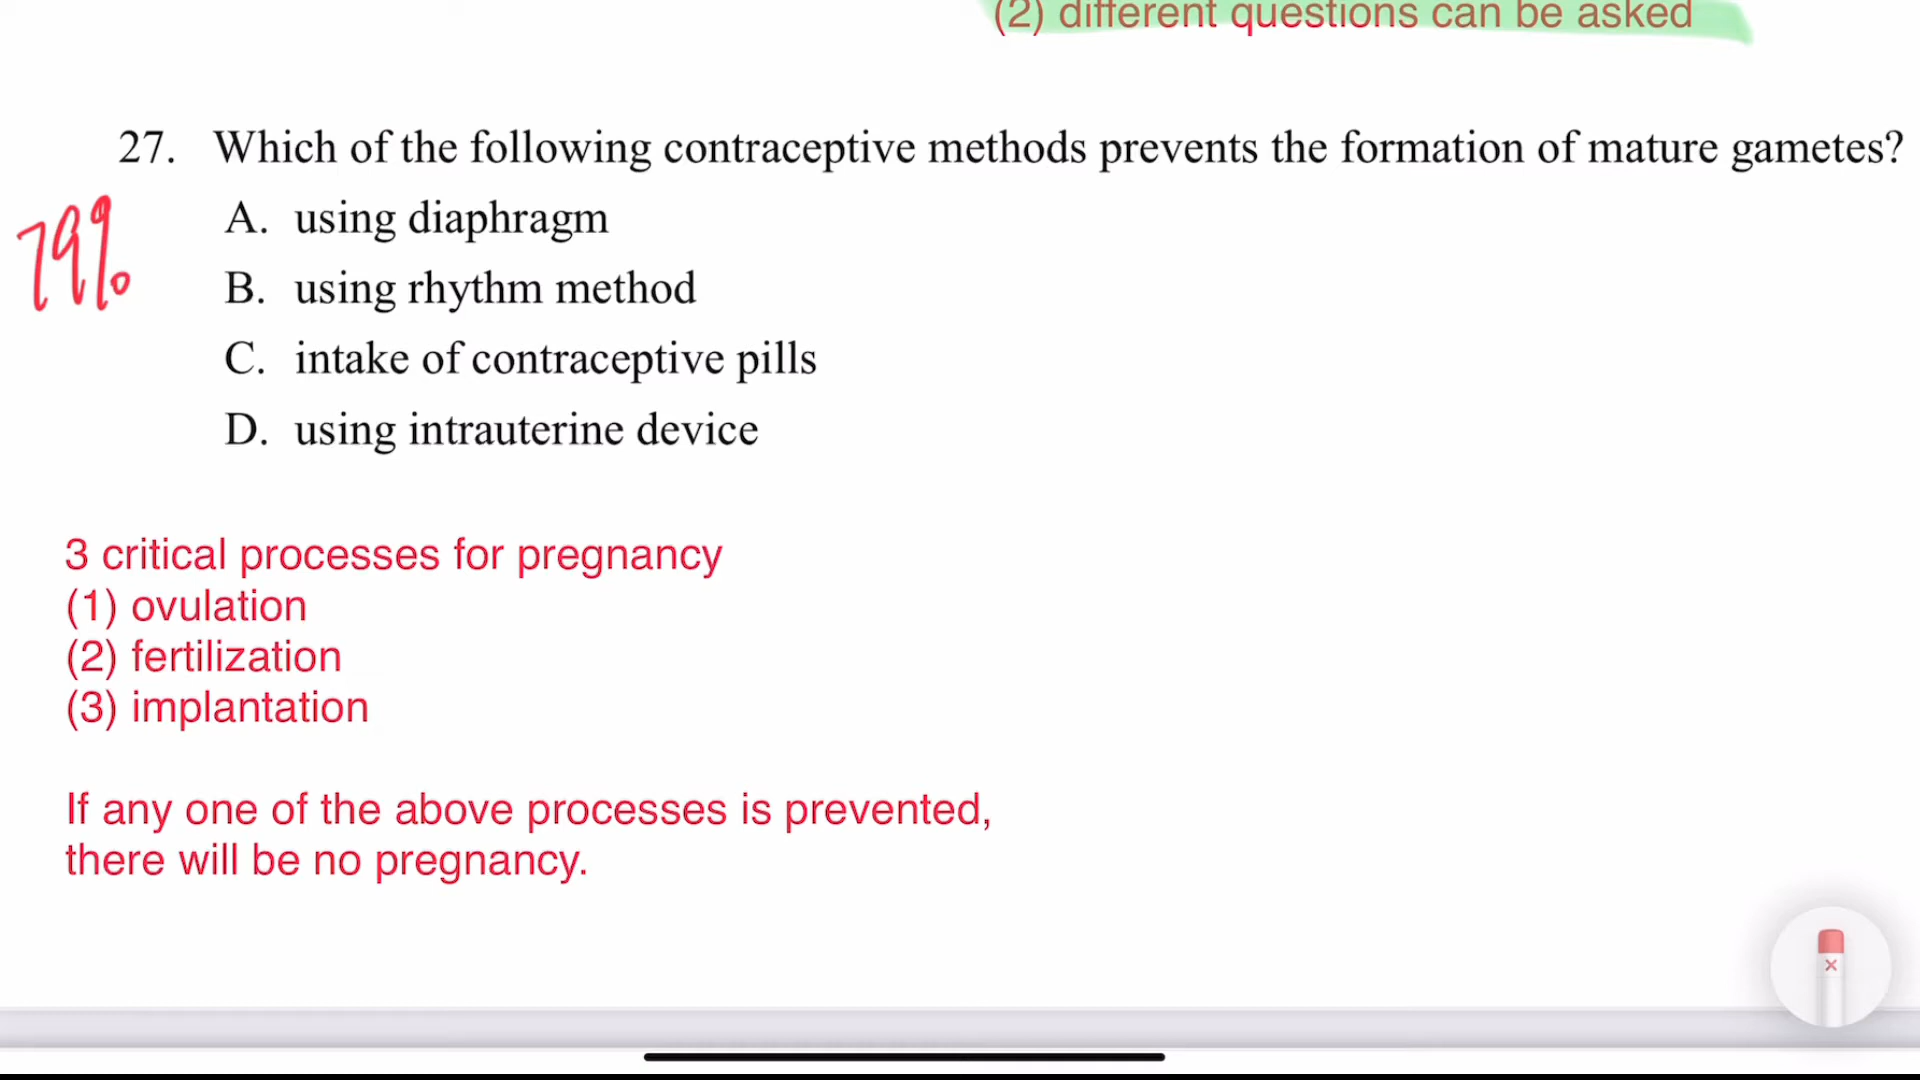 (2) different questions can be asked
27. Which of the following contraceptive methods prevents the formation of mature gametes?
79%
A. using diaphragm
B. using rhythm method
C. intake of contraceptive pills
D. using intrauterine device
3 critical processes for pregnancy
(1) ovulation
(2) fertilization
(3) implantation
If any one of the above processes is prevented,
there will be no pregnancy.